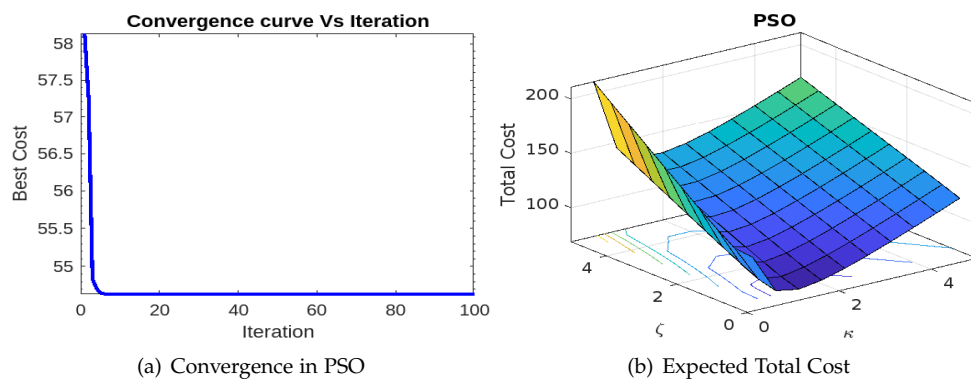 Convergence curve Vs Iteration
58
57.5
57
56.5
56
55.5
55
0
20
40
60
80
100
Best Cost
Iteration
(a) Convergence in PSO
PSO
200
150
100
Total Cost
4
2
0
ζ
0
2
4
κ
(b) Expected Total Cost